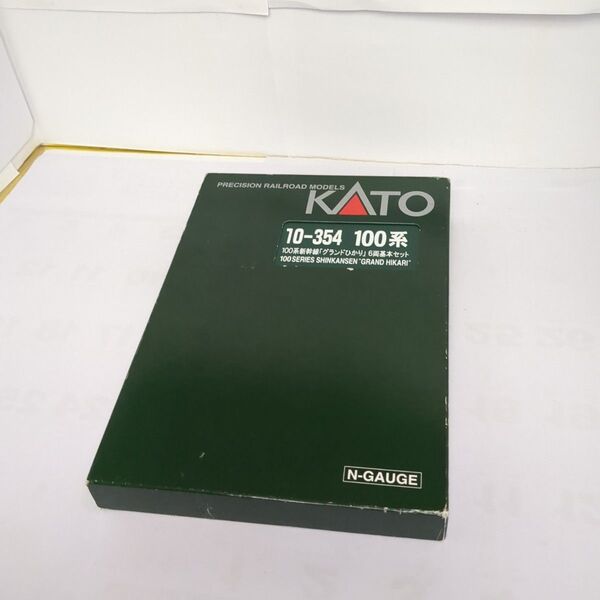 PRECISION RAILROAD MODELS
KATO
10-354 100系
100系新幹線「グランドひかり」6両基本セット
100 SERIES SHINKANSEN "GRAND HIKARI"
N-GAUGE